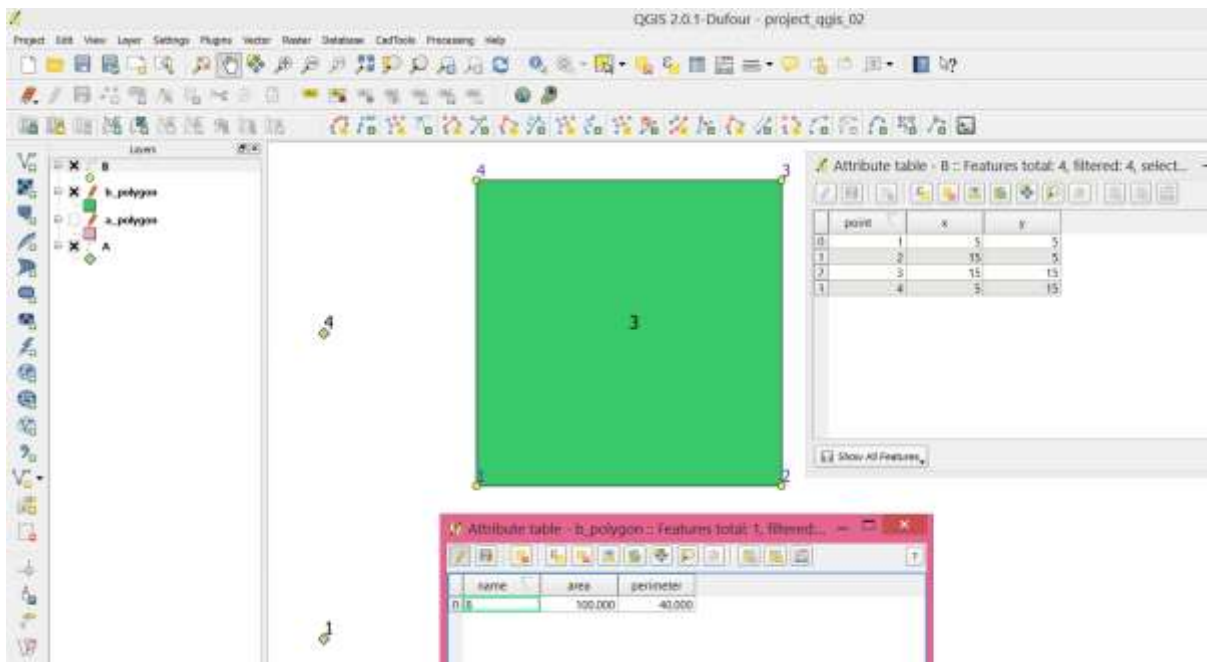 QGIS 2.0.1-Dufour - project_qgis_02
Project Edit View Layer Settings Plugins Vector Raster Database CadTools Processing Help
Layers
B
b_polygon
a_polygon
A
4
3
Attribute table - B :: Features total: 4, filtered: 4, select...
point x y
0 1 5 5
1 2 15 5
2 3 15 15
3 4 5 15
4
3
Show All Features
1
2
Attribute table - b_polygon :: Features total: 1, filtered:...
name area perimeter
0 B 100.000 40.000
1